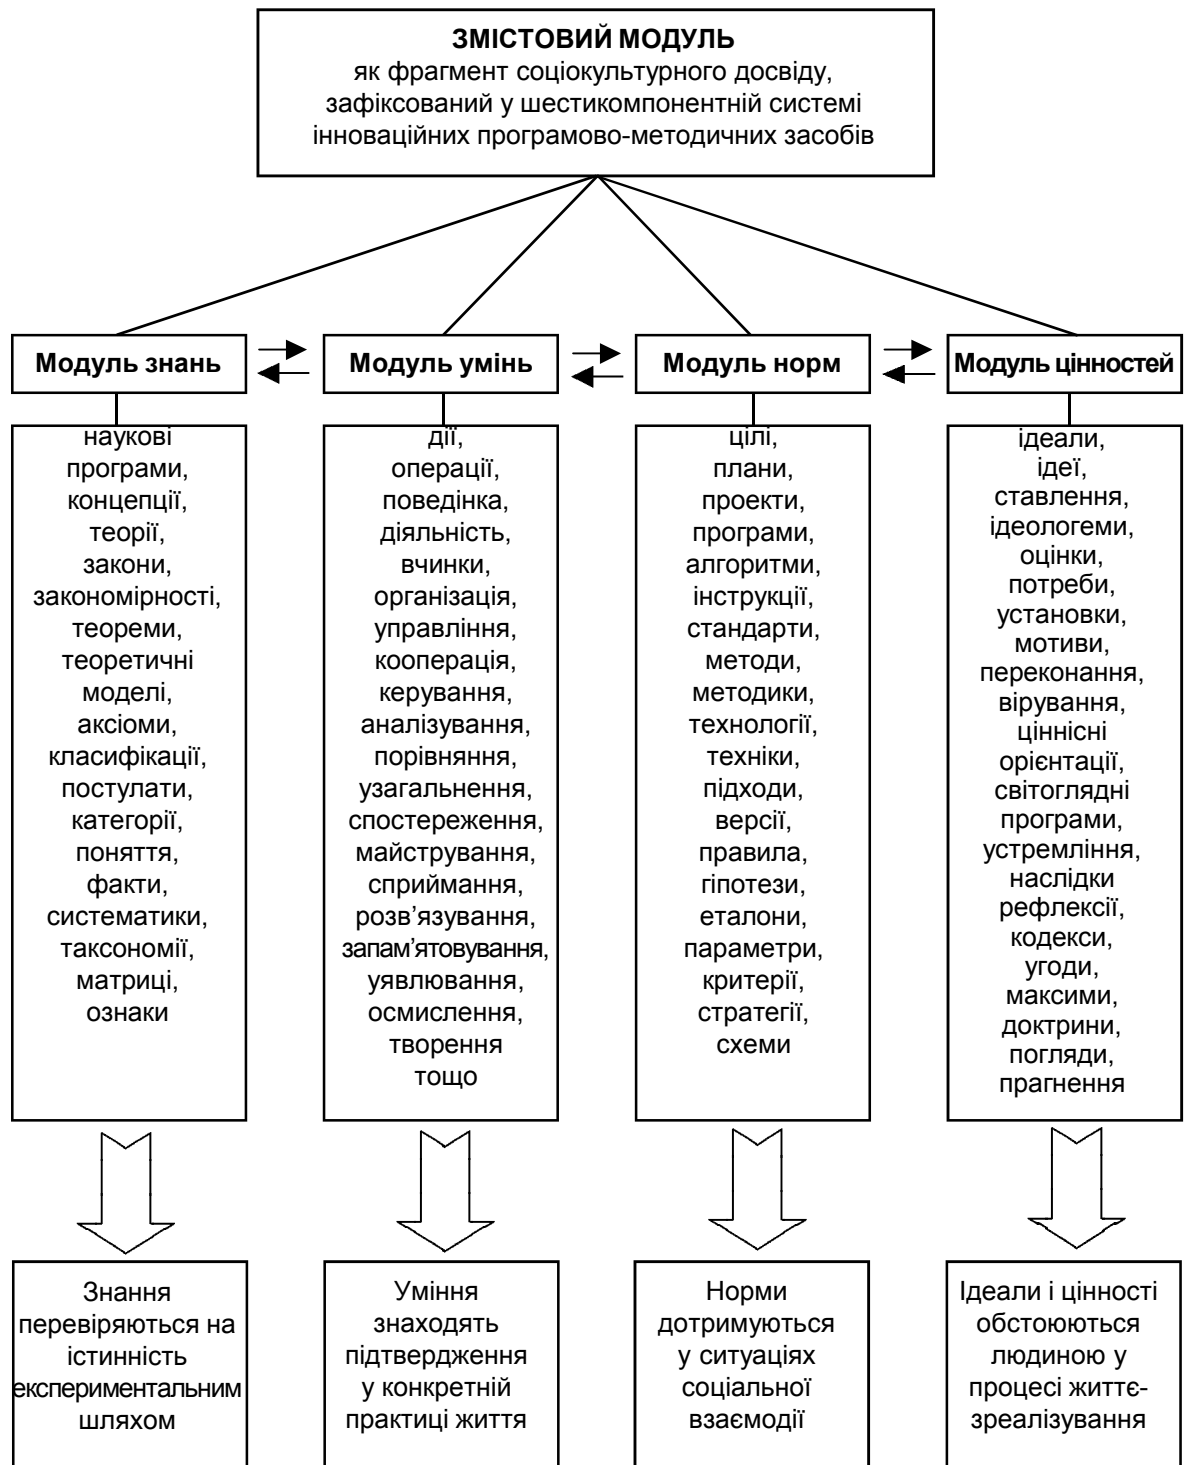 ЗМІСТОВИЙ МОДУЛЬ
як фрагмент соціокультурного досвіду,
зафіксований у шестикомпонентній системі
інноваційних програмово-методичних засобів
Модуль знань
Модуль умінь
Модуль норм
Модуль цінностей
наукові
програми,
концепції,
теорії,
закони,
закономірності,
теореми,
теоретичні
моделі,
аксіоми,
класифікації,
постулати,
категорії,
поняття,
факти,
систематики,
таксономії,
матриці,
ознаки
дії,
операції,
поведінка,
діяльність,
вчинки,
організація,
управління,
кооперація,
керування,
аналізування,
порівняння,
узагальнення,
спостереження,
майстрування,
сприймання,
розв’язування,
запам’ятовування,
уявлювання,
осмислення,
творення
тощо
цілі,
плани,
проекти,
програми,
алгоритми,
інструкції,
стандарти,
методи,
методики,
технології,
техніки,
підходи,
версії,
правила,
гіпотези,
еталони,
параметри,
критерії,
стратегії,
схеми
ідеали,
ідеї,
ставлення,
ідеологеми,
оцінки,
потреби,
установки,
мотиви,
переконання,
вірування,
ціннісні
орієнтації,
світоглядні
програми,
устремління,
наслідки
рефлексії,
кодекси,
угоди,
максими,
доктрини,
погляди,
прагнення
Знання
перевіряються на
істинність
експериментальним
шляхом
Уміння
знаходять
підтвердження
у конкретній
практиці життя
Норми
дотримуються
у ситуаціях
соціальної
взаємодії
Ідеали і цінності
обстоюються
людиною у
процесі життє-
зреалізування